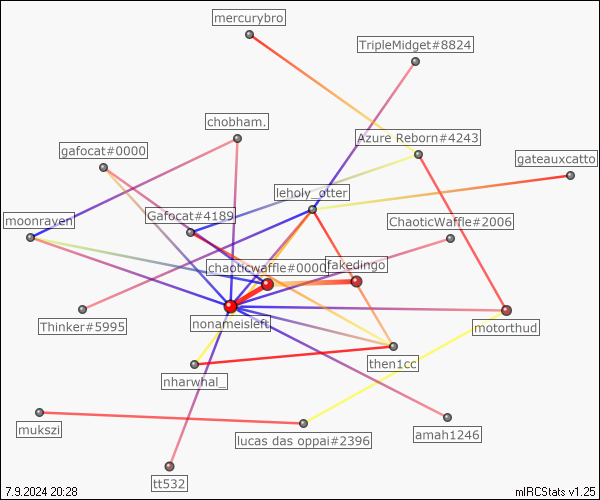 mercurybro
TripleMidget#8824
chobham.
Azure Reborn#4243
gafocat#0000
gateauxcatto
leholy_otter
moonraven
Gafocat#4189
ChaoticWaffle#2006
chaoticwaffle#0000
fakedingo
Thinker#5995
nonameisleft
motorthud
then1cc
nharwhal_
mukszi
lucas das oppai#2396
amah1246
tt532
7.9.2024 20:28
mIRCStats v1.25